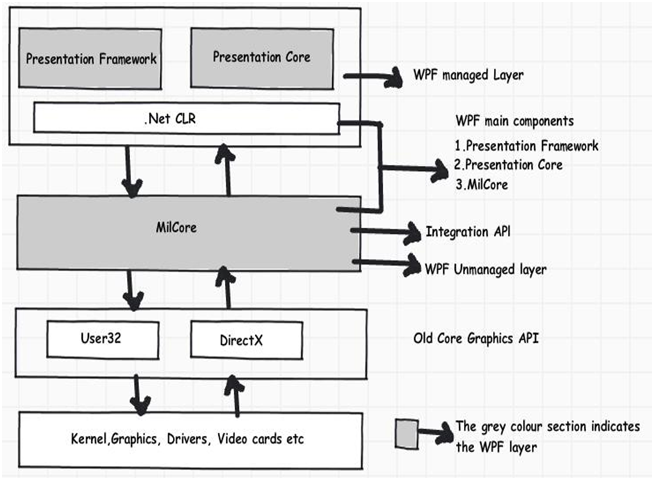 Presentation Framework
Presentation Core
WPF managed Layer
.Net CLR
WPF main components
1.Presentation Framework
2.Presentation Core
3.MilCore
MilCore
Integration API
WPF Unmanaged layer
User32
DirectX
Old Core Graphics API
Kernel,Graphics, Drivers, Video cards etc
The grey colour section indicates
the WPF layer